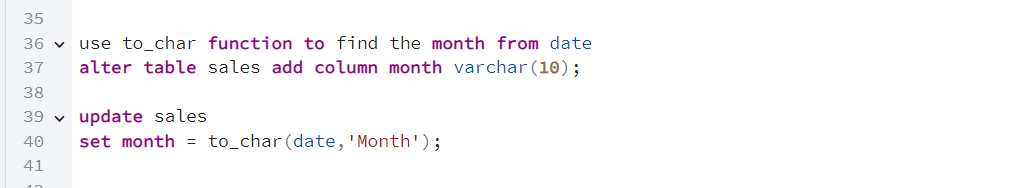 35
36 use to_char function to find the month from date
37 alter table sales add column month varchar(10);
38
39 update sales
40 set month = to_char(date,'Month');
41